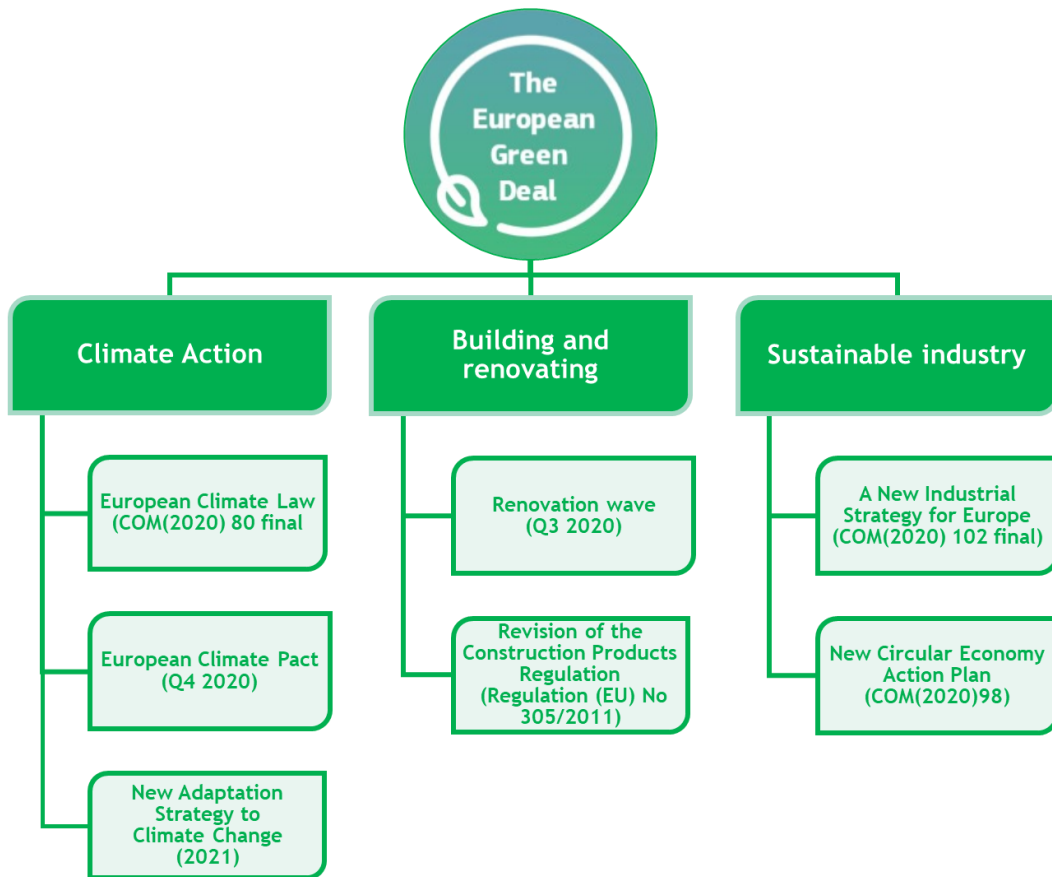 The
European
Green
Deal
Climate Action
Building and
renovating
Sustainable industry
European Climate Law
(COM(2020) 80 final
European Climate Pact
(Q4 2020)
New Adaptation
Strategy to
Climate Change
(2021)
Renovation wave
(Q3 2020)
Revision of the
Construction Products
Regulation
(Regulation (EU) No
305/2011)
A New Industrial
Strategy for Europe
(COM(2020) 102 final)
New Circular Economy
Action Plan
(COM(2020)98)